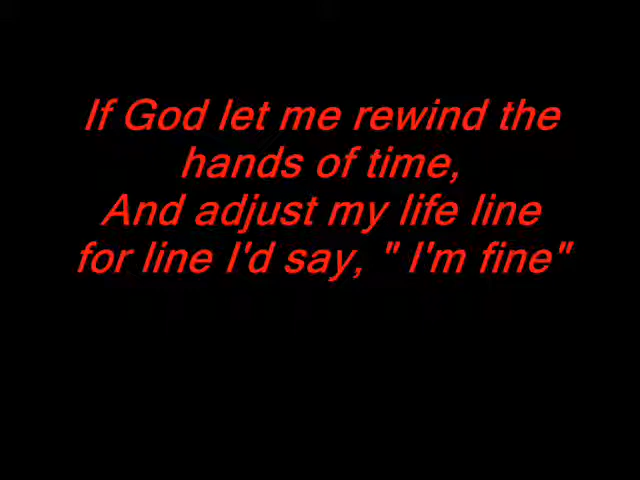 If God let me rewind the
hands of time,
And adjust my life line
for line I'd say, " I'm fine"